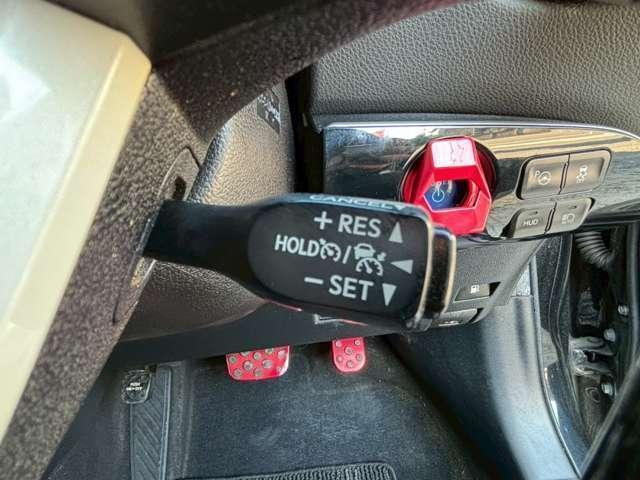 CANCEL
+ RES
HOLD /
− SET
HUD